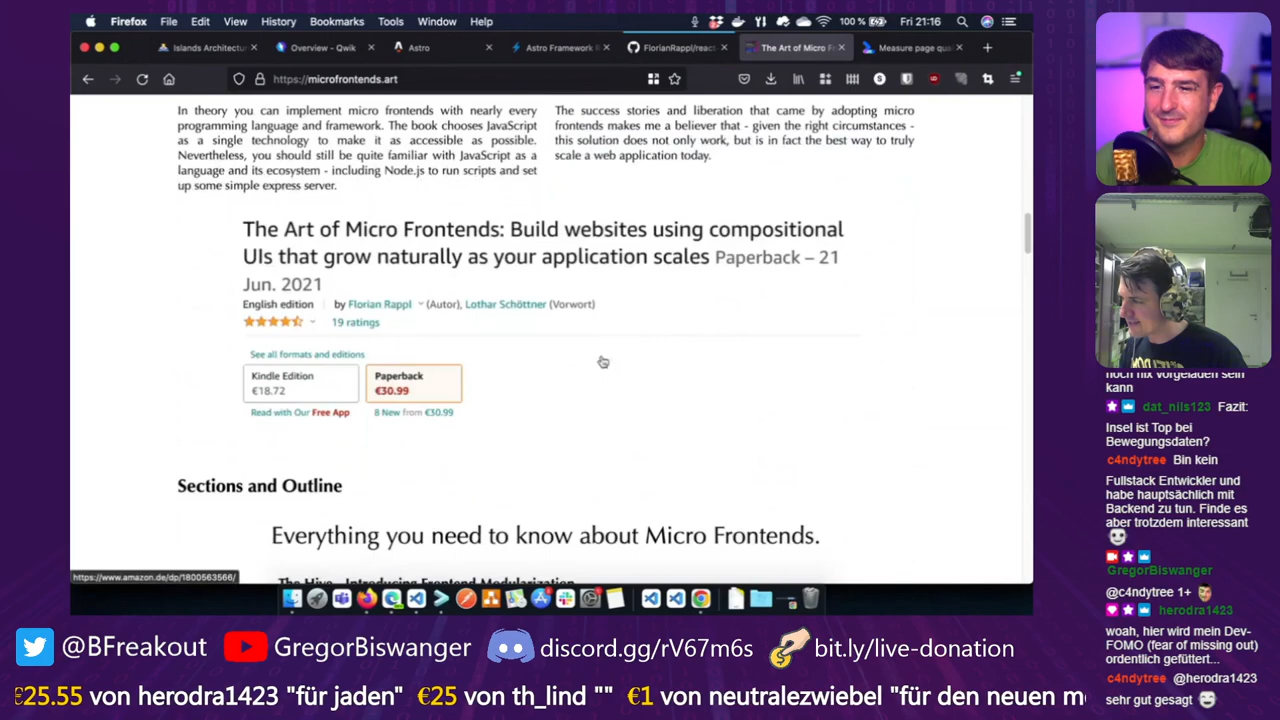 Firefox File Edit View History Bookmarks Tools Window Help
100 % Fri 21:16
Islands Architectur
Overview - Qwik
Astro
Astro Framework
FlorianRappl/react
The Art of Micro Fr
Measure page qual
https://microfrontends.art
In theory you can implement micro frontends with nearly every
programming language and framework. The book chooses JavaScript
as a single technology to make it as accessible as possible.
Nevertheless, you should still be quite familiar with JavaScript as a
language and its ecosystem - including Node.js to run scripts and set
up some simple express server.
The success stories and liberation that came by adopting micro
frontends makes me a believer that - given the right circumstances -
this solution does not only work, but is in fact the best way to truly
scale a web application today.
The Art of Micro Frontends: Build websites using compositional
UIs that grow naturally as your application scales Paperback – 21
Jun. 2021
English edition by Florian Rappl (Autor), Lothar Schöttner (Vorwort)
19 ratings
See all formats and editions
Kindle Edition
€18.72
Paperback
€30.99
Read with Our Free App
8 New from €30.99
Sections and Outline
Everything you need to know about Micro Frontends.
The Hive - Introducing Frontend Modularization
https://www.amazon.de/dp/1800563566/
noch nix vorgeladen sein
kann
dat_nils123 Fazit:
Insel ist Top bei
Bewegungsdaten?
c4ndytree Bin kein
Fullstack Entwickler und
habe hauptsächlich mit
Backend zu tun. Finde es
aber trotzdem interessant
GregorBiswanger
@c4ndytree 1+
herodra1423
woah, hier wird mein Dev-
FOMO (fear of missing out)
ordentlich gefüttert...
c4ndytree @herodra1423
sehr gut gesagt
@BFreakout
GregorBiswanger
discord.gg/rV67m6s
bit.ly/live-donation
€25.55 von herodra1423 "für jaden" €25 von th_lind "" €1 von neutralezwiebel "für den neuen